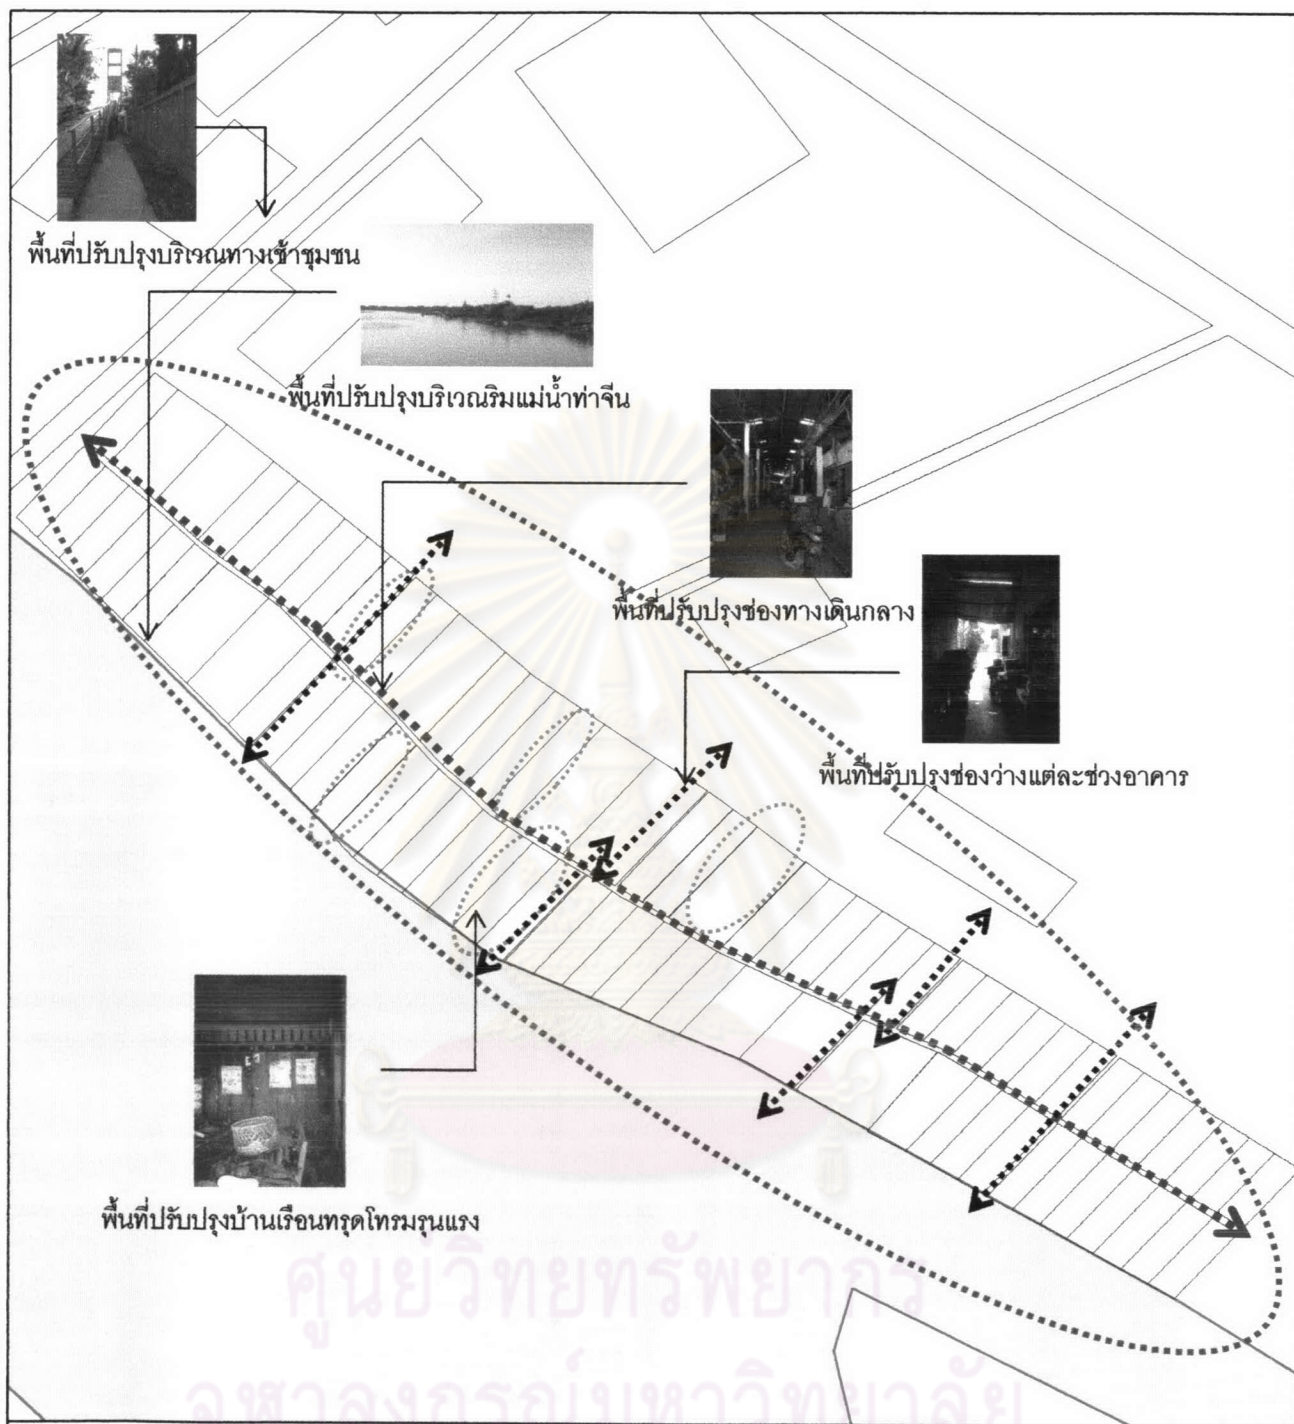 พื้นที่ปรับปรุงบริเวณทางเข้าชุมชน
พื้นที่ปรับปรุงบริเวณริมแม่น้ำท่าจีน
พื้นที่ปรับปรุงช่องทางเดินกลาง
พื้นที่ปรับปรุงช่องว่างแต่ละช่วงอาคาร
พื้นที่ปรับปรุงบ้านเรือนทรุดโทรมรุนแรง
ศูนย์วิทยทรัพยากร
จุฬาลงกรณ์มหาวิทยาลัย